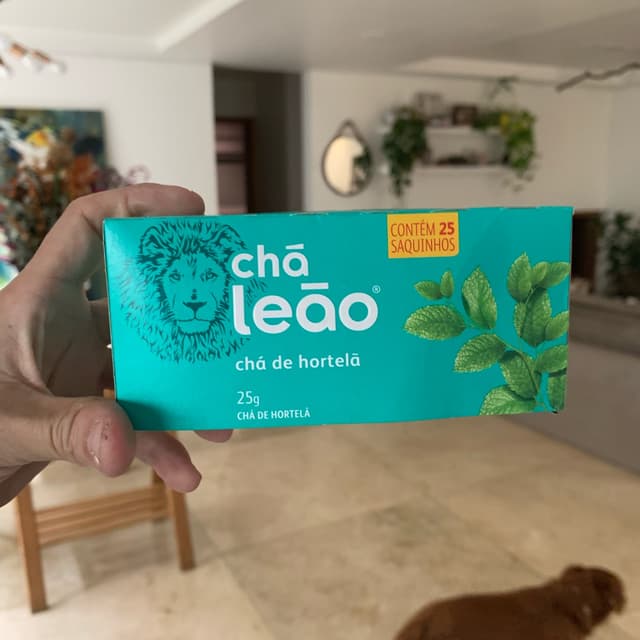 CONTÉM 25
SAQUINHOS
chá
leão®
chá de hortelã
25g
CHÁ DE HORTELÃ